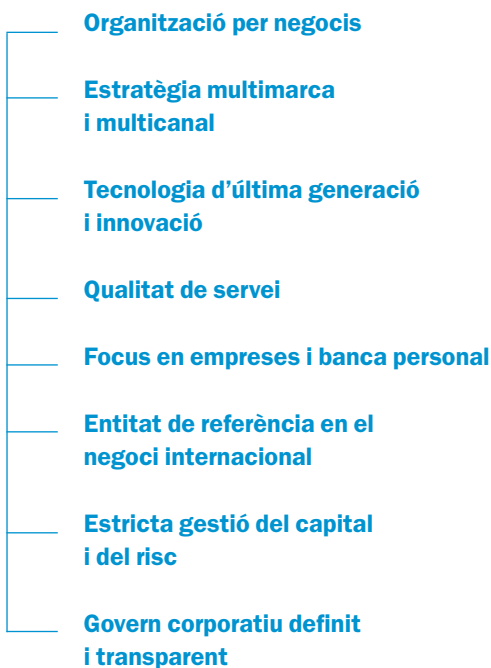 Organització per negocis
Estratègia multimarca
i multicanal
Tecnologia d’última generació
i innovació
Qualitat de servei
Focus en empreses i banca personal
Entitat de referència en el
negoci internacional
Estricta gestió del capital
i del risc
Govern corporatiu definit
i transparent